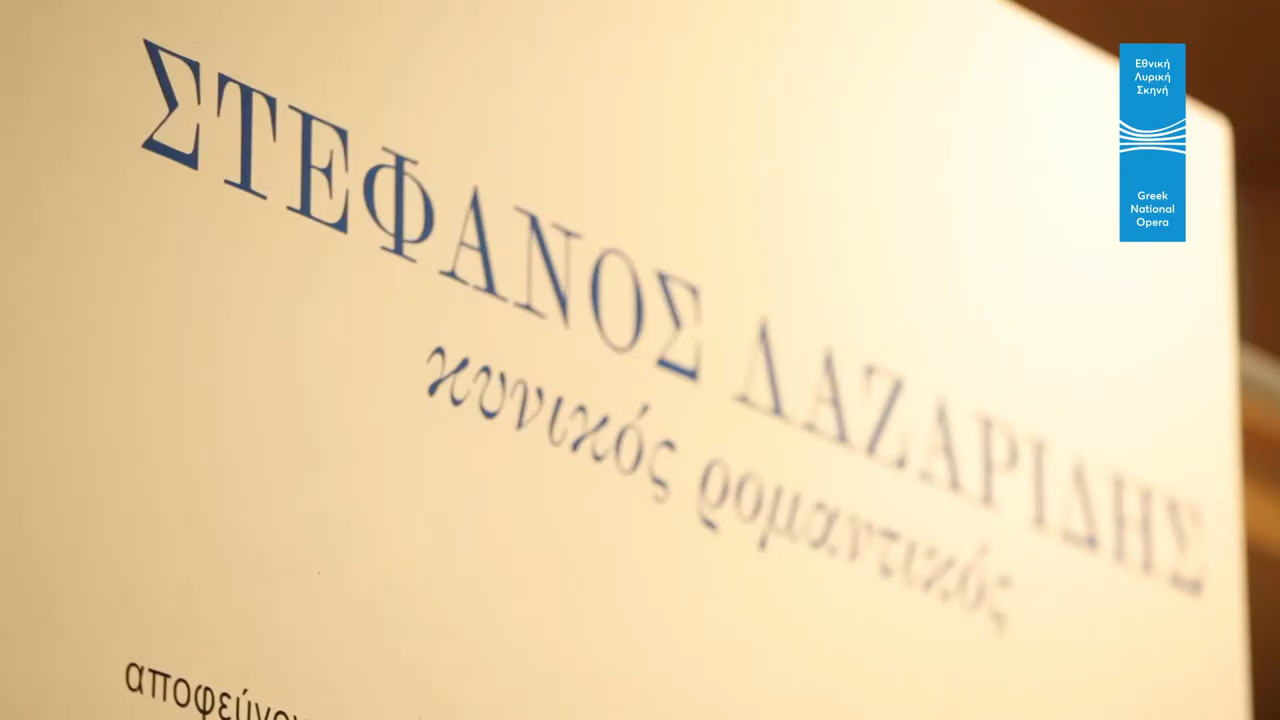 ΣΤΕΦΑΝΟΣ ΛΑΖΑΡΙΔΗΣ
κυνικός ρομαντικός
Εθνική
Λυρική
Σκηνή
Greek
National
Opera